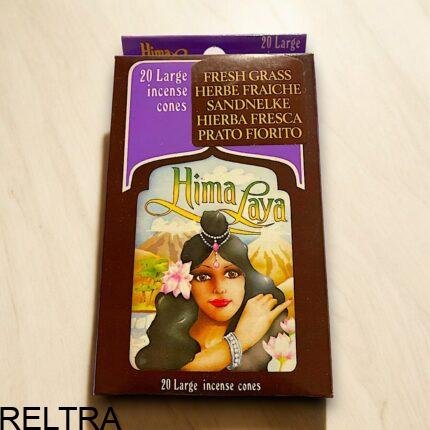 Hima
20 Large
20 Large
incense
cones
FRESH GRASS
HERBE FRAICHE
SANDNELKE
HIERBA FRESCA
PRATO FIORITO
Hima
Laya
20 Large incense cones
RELTRA